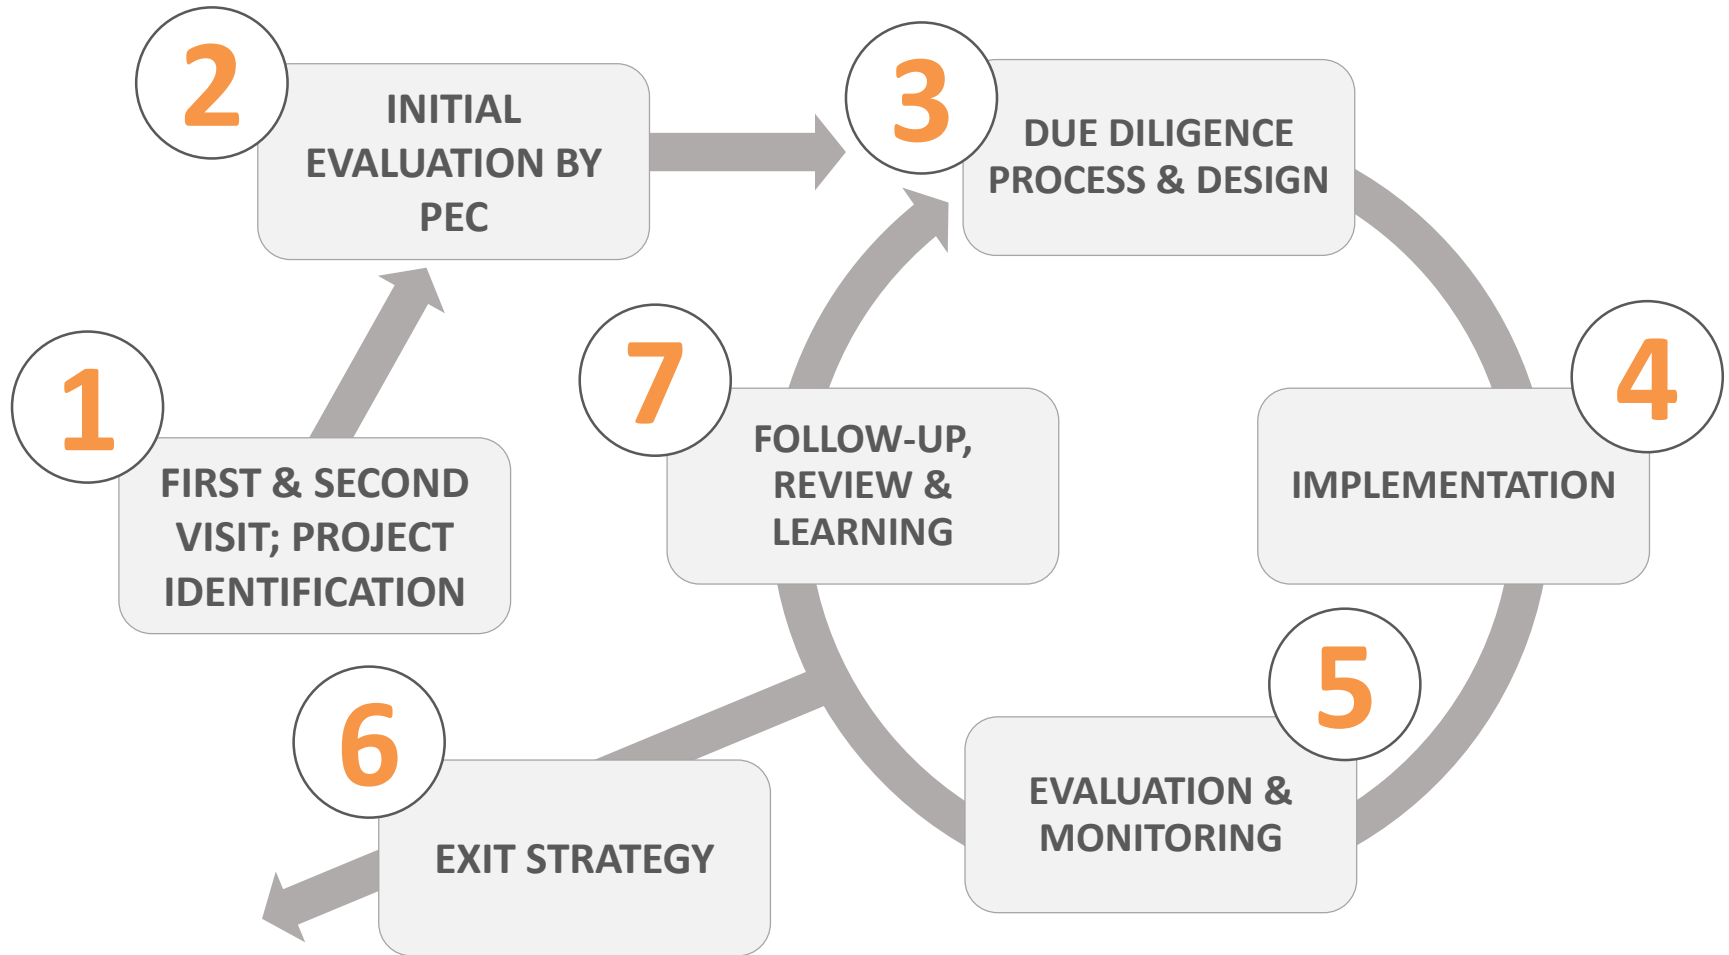 1
FIRST & SECOND
VISIT; PROJECT
IDENTIFICATION
2
INITIAL
EVALUATION BY
PEC
3
DUE DILIGENCE
PROCESS & DESIGN
4
IMPLEMENTATION
5
EVALUATION &
MONITORING
6
EXIT STRATEGY
7
FOLLOW-UP,
REVIEW &
LEARNING